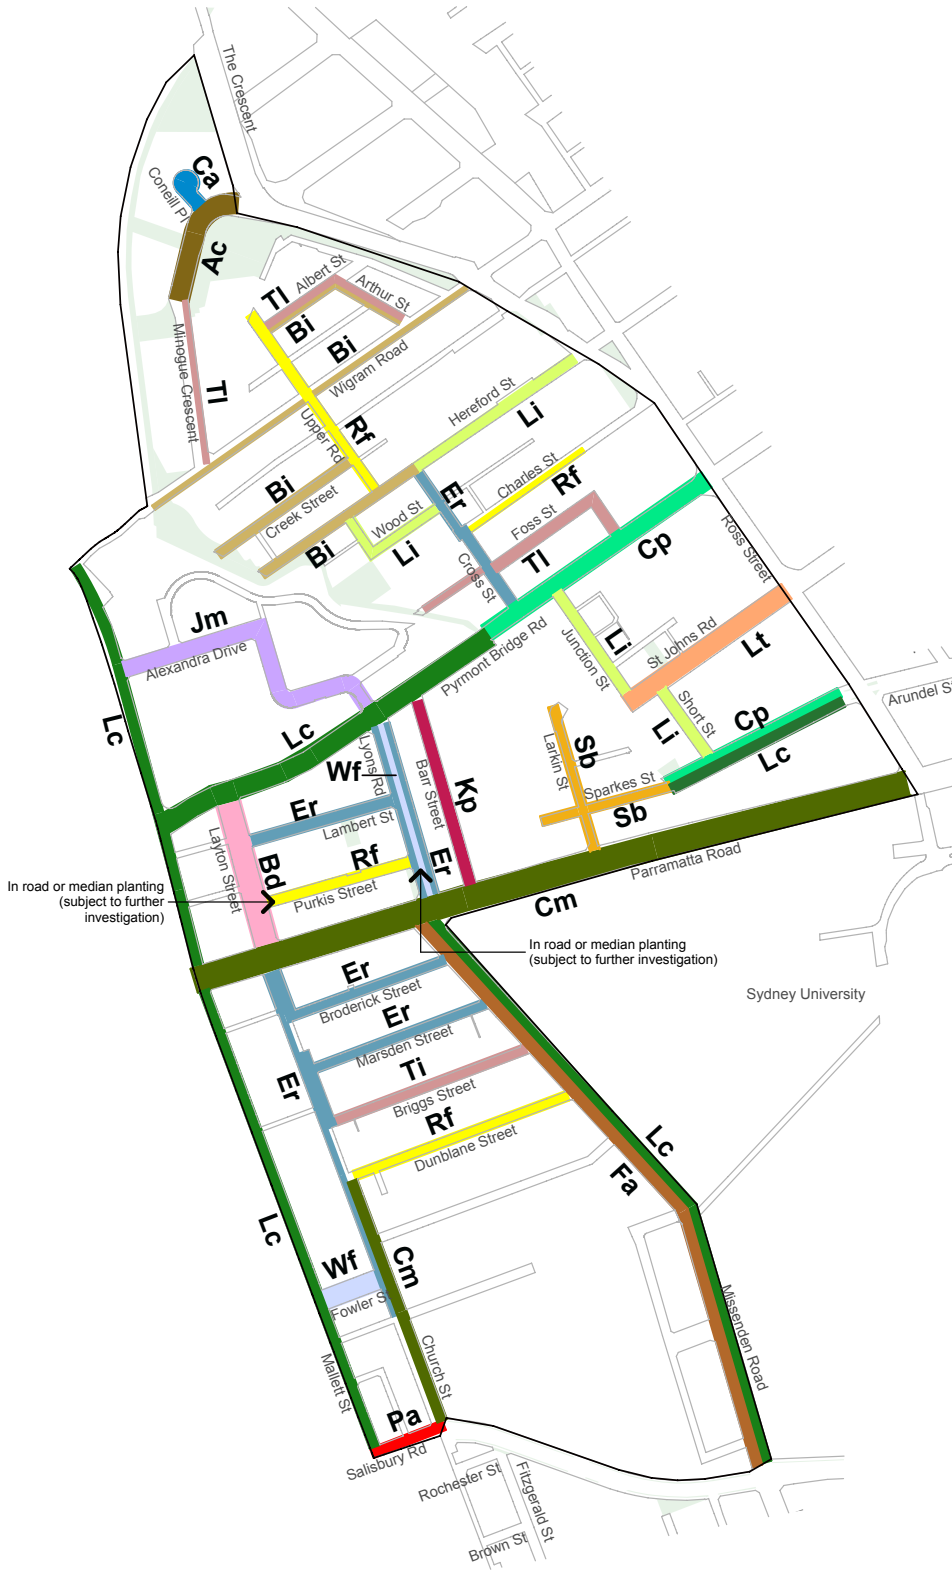 The Crescent
Ca
Coneill Pl
Ac
Albert St
Tl
Arthur St
Bi
Bi
Wigram Road
Minogue Crescent
Tl
Hereford St
Li
Upper Rd
Rf
Bi
Creek Street
Er
Charles St
Rf
Wood St
Foss St
Bi
Li
Cross St
Tl
Cp
Ross Street
Jm
Alexandra Drive
Pyrmont Bridge Rd
Junction St
Li
St Johns Rd
Lt
Arundel S
Lc
Lc
Lyons Rd
Wf
Short St
Li
Cp
Lc
Larkin St
Sb
Sparkes St
Sb
Barr Street
Kp
Er
Lambert St
Layton Street
Bd
Rf
Er
Purkis Street
Parramatta Road
In road or median planting
(subject to further
investigation)
Cm
In road or median planting
(subject to further investigation)
Er
Broderick Street
Sydney University
Er
Marsden Street
Er
Ti
Briggs Street
Rf
Dunblane Street
Lc
Fa
Lc
Wf
Fowler S
Cm
Missenden Road
Mallett St
Church St
Pa
Salisbury Rd
Rochester St
Fitzgerald St
Brown St